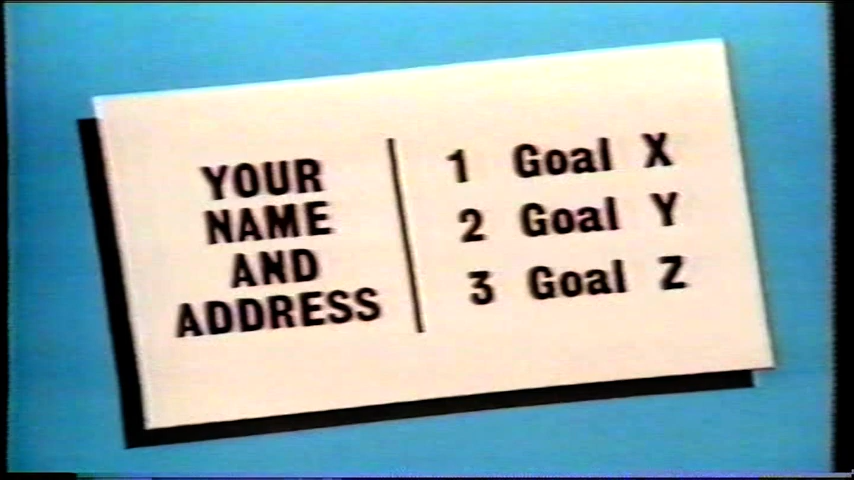 YOUR
NAME
AND
ADDRESS
1 Goal X
2 Goal Y
3 Goal Z